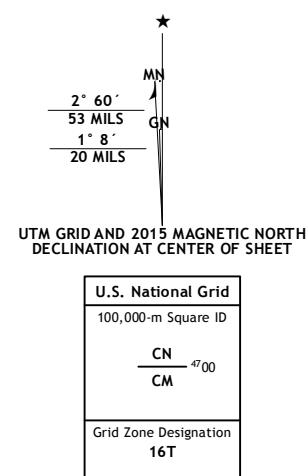 ★
MN
GN
2° 60´
53 MILS
1° 8´
20 MILS
UTM GRID AND 2015 MAGNETIC NORTH
DECLINATION AT CENTER OF SHEET
U.S. National Grid
100,000-m Square ID
CN
4700
CM
Grid Zone Designation
16T